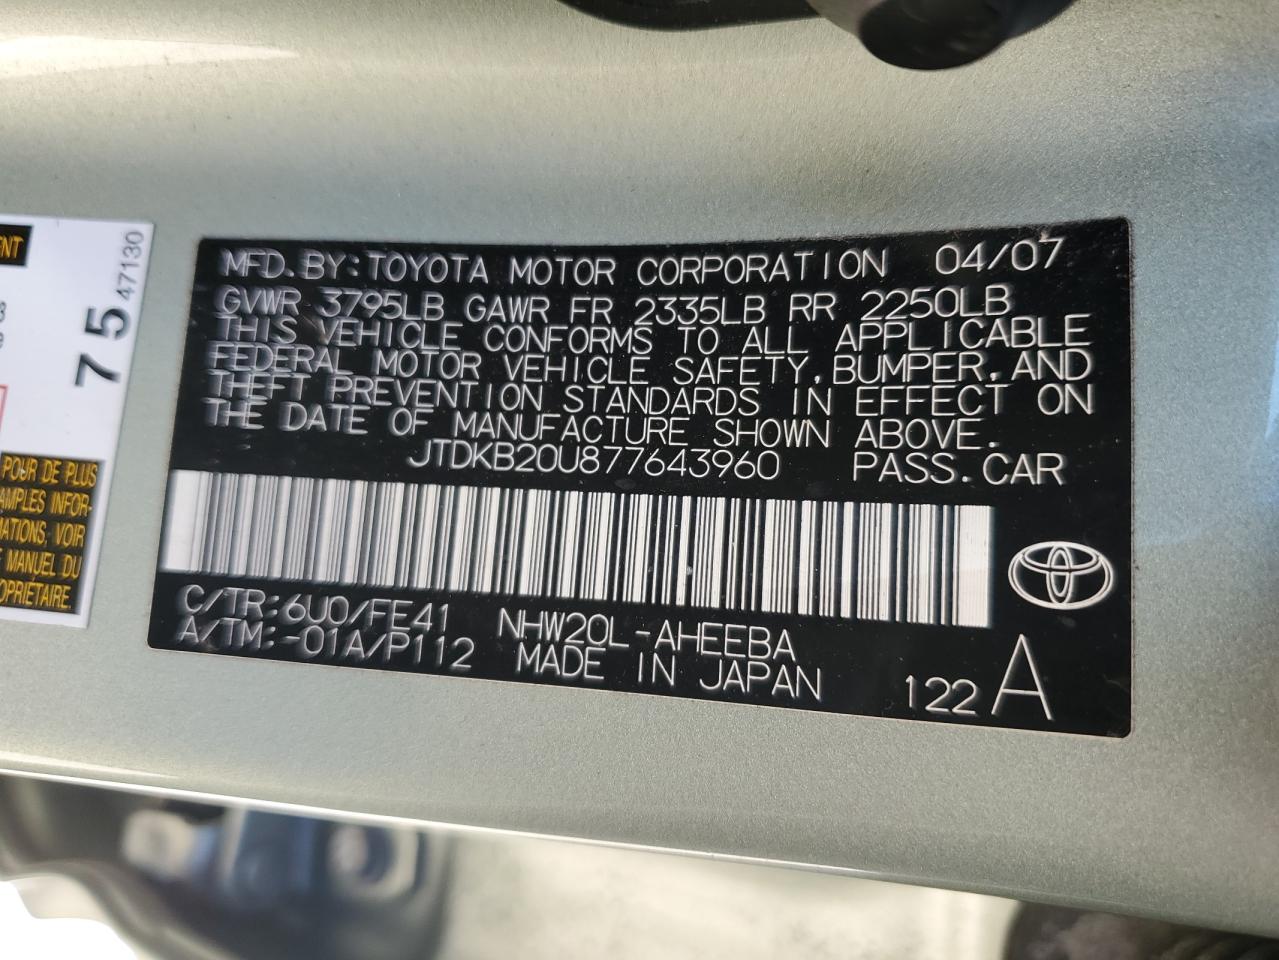 MFD.BY:TOYOTA MOTOR CORPORATION 04/07
GVWR 3795LB GAWR FR 2335LB RR 2250LB
THIS VEHICLE CONFORMS TO ALL APPLICABLE
FEDERAL MOTOR VEHICLE SAFETY,BUMPER,AND
THEFT PREVENTION STANDARDS IN EFFECT ON
THE DATE OF MANUFACTURE SHOWN ABOVE.
JTDKB20U877643960 PASS.CAR
C/TR:6U0/FE41 NHW20L-AHEEBA
A/TM:-01A/P112 MADE IN JAPAN 122 A
75 47130
POUR DE PLUS
AMPLES INFOR-
MATIONS, VOIR
MANUEL DU